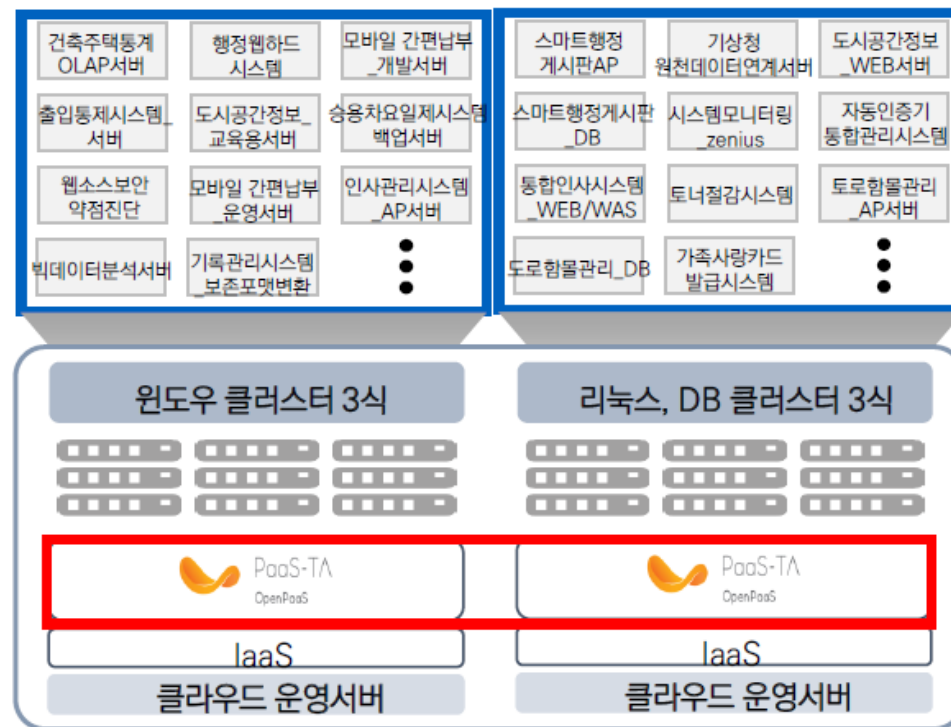 건축주택통계
OLAP서버
행정웹하드
시스템
모바일 간편납부
_개발서버
출입통제시스템_
서버
도시공간정보_
교육용서버
승용차요일제시스템
백업서버
웹소스보안
약점진단
모바일 간편납부
_운영서버
인사관리시스템
_AP서버
빅데이터분석서버
기록관리시스템
_보존포맷변환
스마트행정
게시판AP
기상청
원천데이터연계서버
도시공간정보
_WEB서버
스마트행정게시판
_DB
시스템모니터링
_zenius
자동인증기
통합관리시스템
통합인사시스템
_WEB/WAS
토너절감시스템
토로함몰관리
_AP서버
도로함몰관리_DB
가족사랑카드
발급시스템
윈도우 클러스터 3식
리눅스, DB 클러스터 3식
PaaS-TA
OpenPaaS
PaaS-TA
OpenPaaS
IaaS
IaaS
클라우드 운영서버
클라우드 운영서버